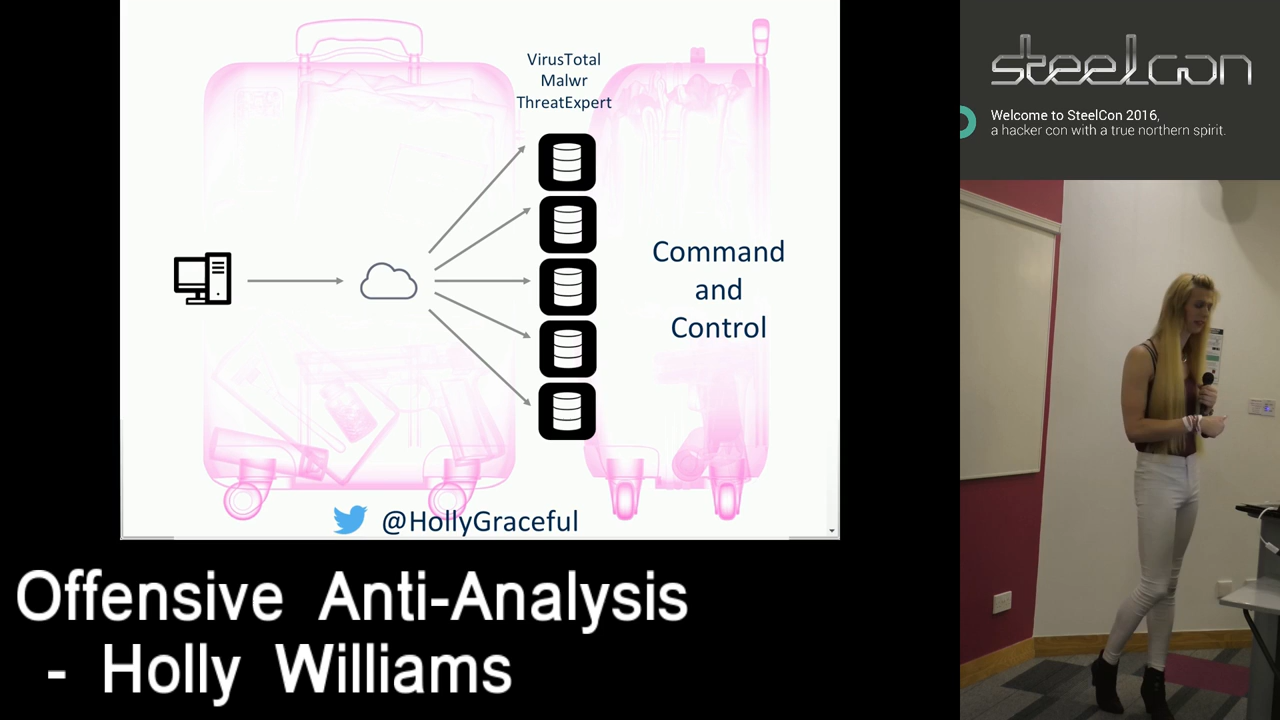 VirusTotal
Malwr
ThreatExpert
Command
and
Control
@HollyGraceful
Offensive Anti-Analysis
- Holly Williams
steelcon
Welcome to SteelCon 2016,
a hacker con with a true northern spirit.